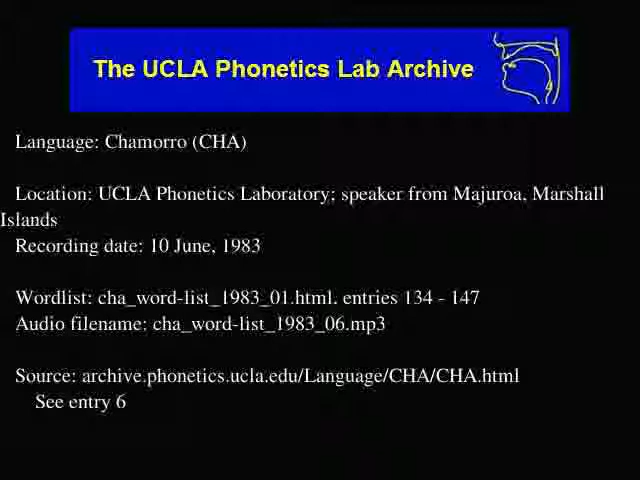 The UCLA Phonetics Lab Archive
Language: Chamorro (CHA)
Location: UCLA Phonetics Laboratory; speaker from Majuroa, Marshall
Islands
Recording date: 10 June, 1983
Wordlist: cha_word-list_1983_01.html. entries 134 - 147
Audio filename: cha_word-list_1983_06.mp3
Source: archive.phonetics.ucla.edu/Language/CHA/CHA.html
See entry 6